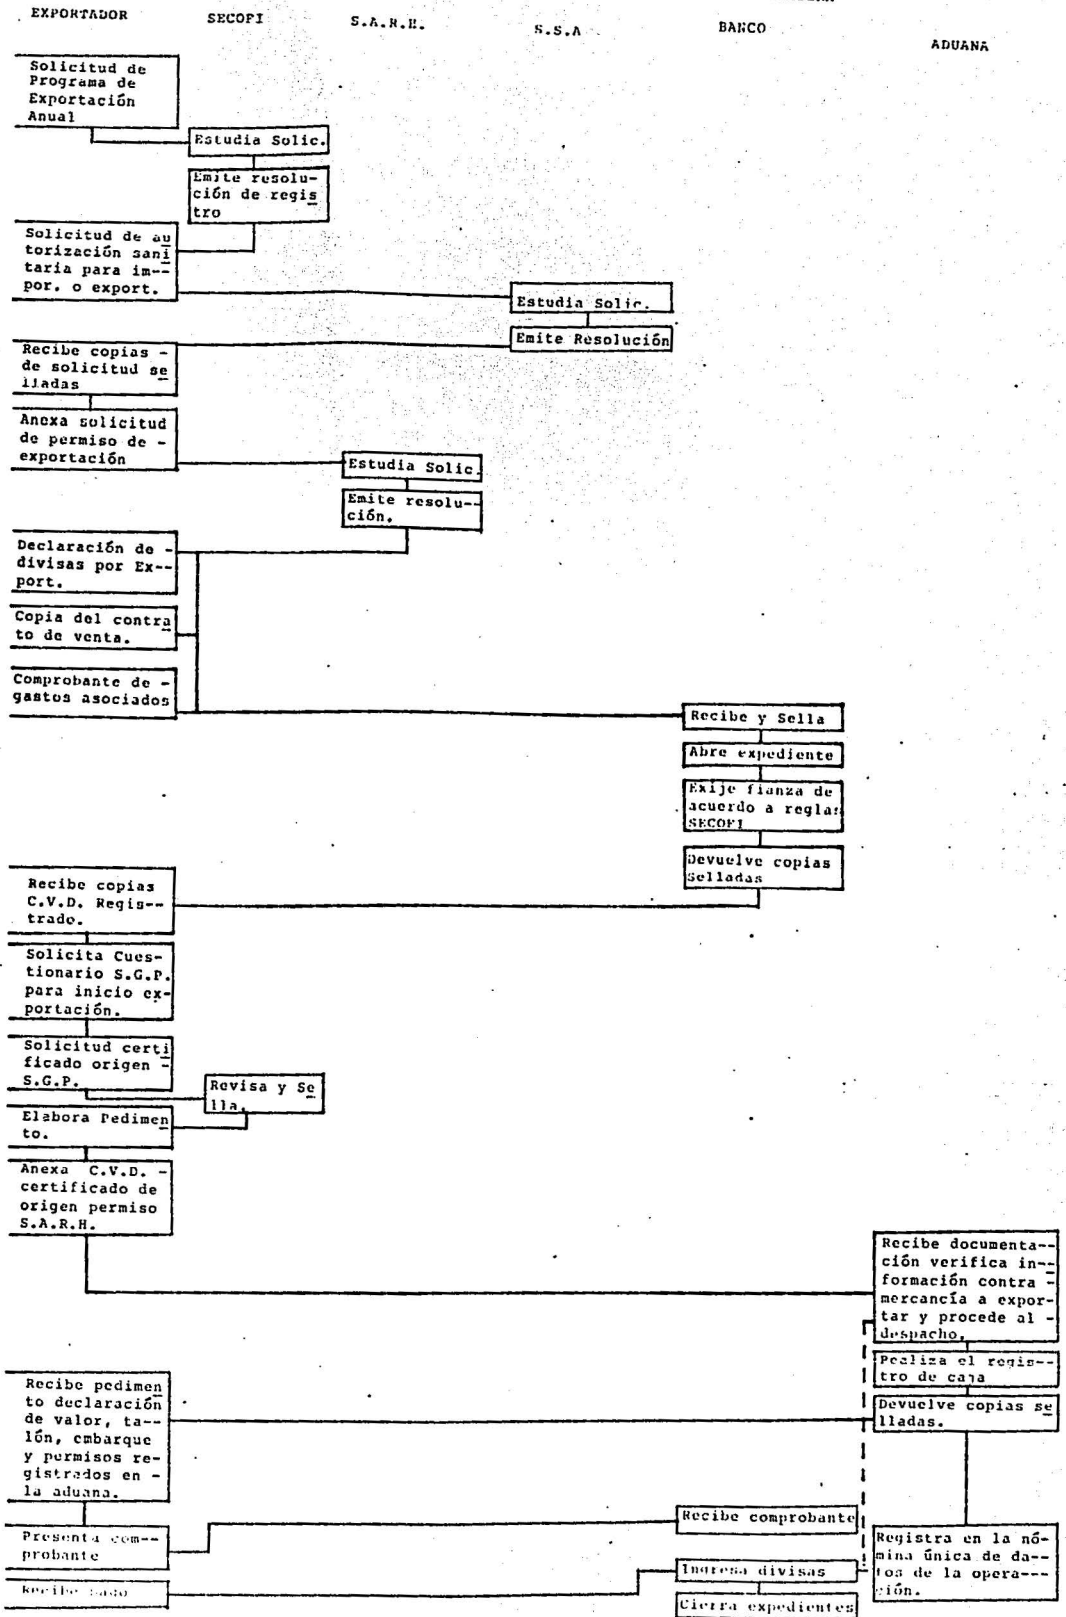 EXPORTADOR
SECOFI
S.A.R.H.
S.S.A
BANCO
ADUANA
Solicitud de
Programa de
Exportación
Anual
Estudia Solic.
Emite resolu-
ción de regis
tro
Solicitud de au
torización sani
taria para im--
por. o export.
Estudia Solic.
Emite Resolución
Recibe copias -
de solicitud se
lladas
Anexa solicitud
de permiso de -
exportación
Estudia Solic.
Emite resolu--
ción.
Declaración de -
divisas por Ex--
port.
Copia del contra
to de venta.
Comprobante de -
gastos asociados
Recibe y Sella
Abre expediente
Exije fianza de
acuerdo a reglas
SECOFI
Devuelve copias
Selladas
Recibe copias
C.V.D. Regis--
trado.
Solicita Cues-
tionario S.G.P.
para inicio ex-
portación.
Solicitud certi
ficado origen -
S.G.P.
Revisa y Se
lla.
Elabora Pedimen
to.
Anexa C.V.D. -
certificado de
origen permiso
S.A.R.H.
Recibe documenta--
ción verifica in--
formación contra -
mercancía a expor-
tar y procede al -
despacho.
Realiza el regis--
tro de caja
Devuelve copias se
lladas.
Recibe pedimen
to declaración
de valor, ta--
lón, embarque
y permisos re-
gistrados en -
la aduana.
Recibe comprobante
Presenta com--
probante
Registra en la nó-
mina única de da--
tos de la opera---
ción.
Ingresa divisas
Recibe
Cierra expedientes